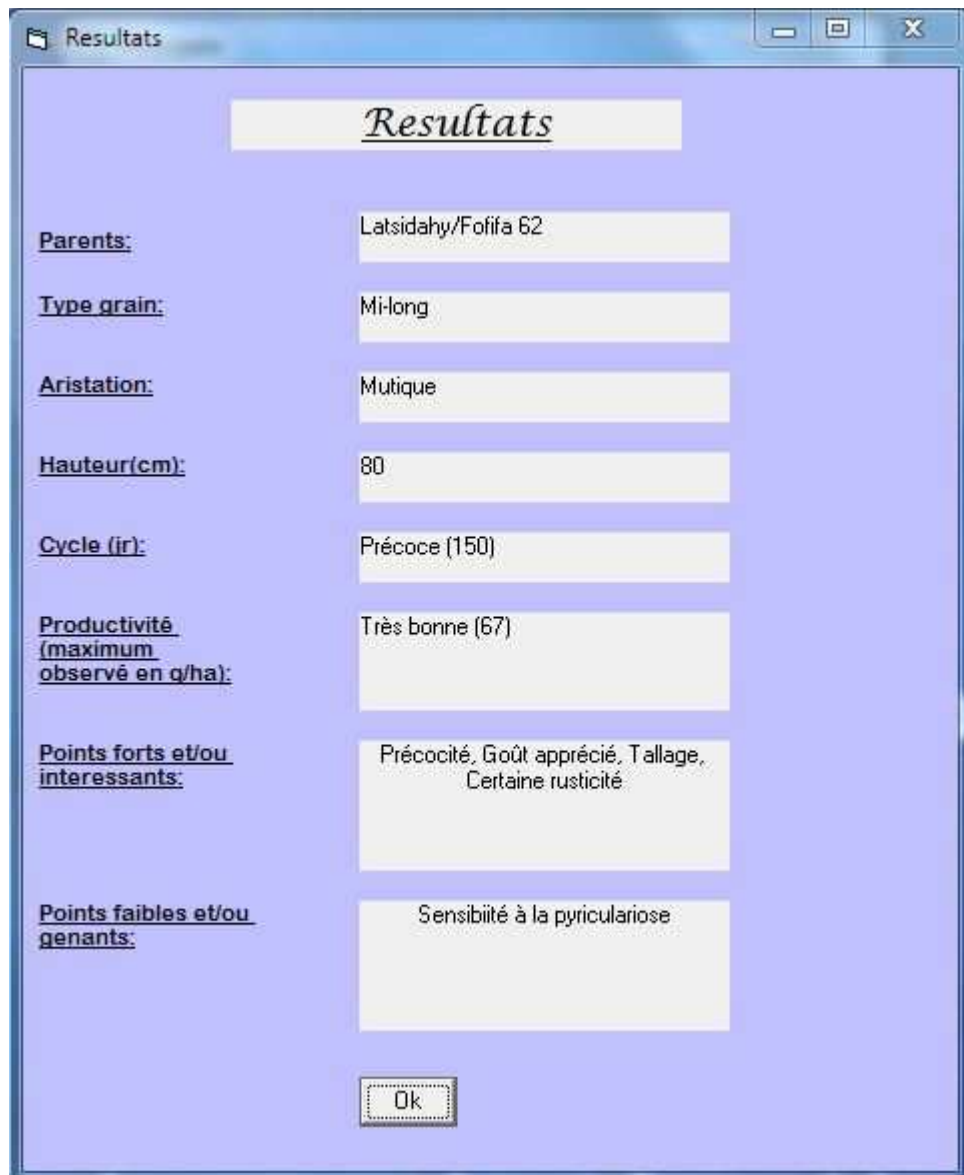 Resultats
Resultats
Parents:
Latsidahy/Fofifa 62
Type grain:
Mi-long
Aristation:
Mutique
Hauteur(cm):
80
Cycle (jr):
Précoce (150)
Productivité
(maximum
observé en q/ha):
Très bonne (67)
Points forts et/ou
interessants:
Précocité, Goût apprécié, Tallage,
Certaine rusticité
Points faibles et/ou
genants:
Sensibiité à la pyriculariose
Ok